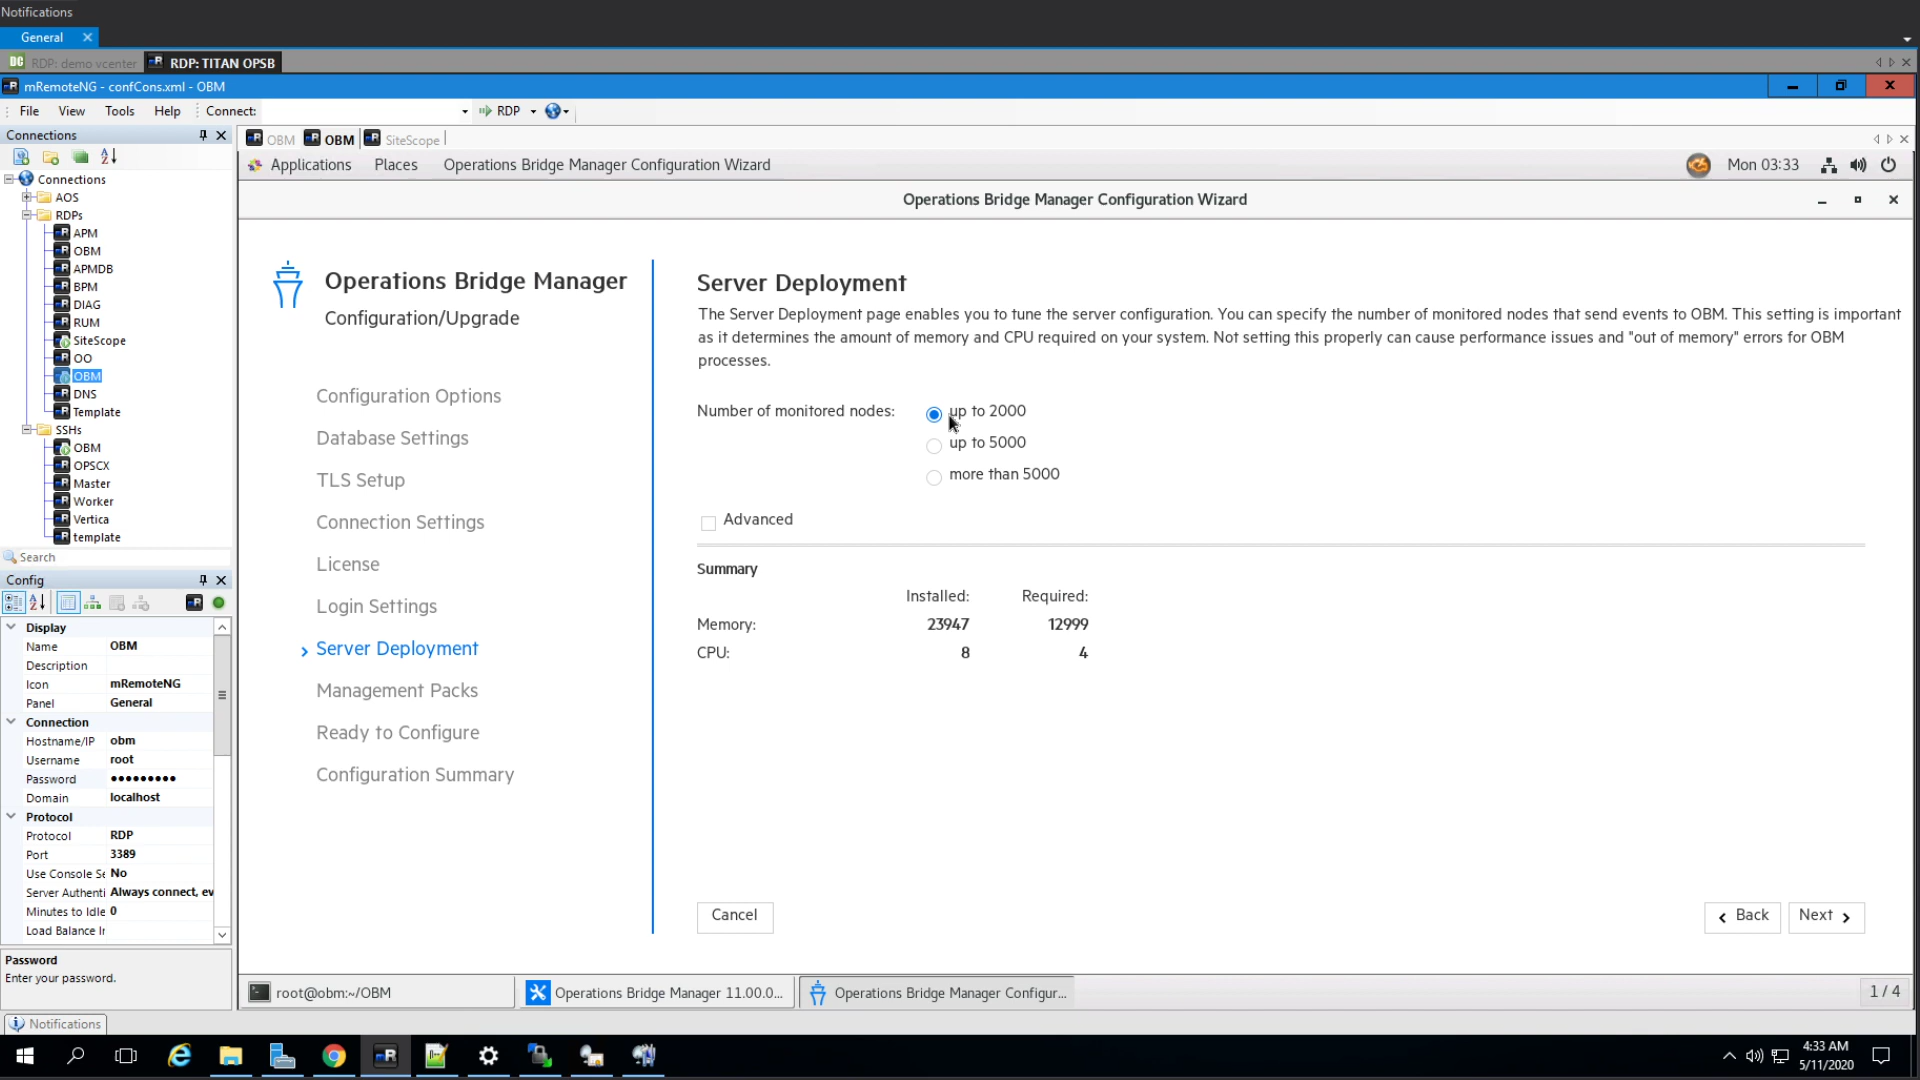 Notifications
General
RDP: demo vcenter
RDP: TITAN OPSB
mRemoteNG - confCons.xml - OBM
File View Tools Help Connect: RDP
Connections
OBM OBM SiteScope
Applications Places Operations Bridge Manager Configuration Wizard Mon 03:33
Operations Bridge Manager Configuration Wizard
Connections
AOS
RDPs
APM
OBM
APMDB
BPM
DIAG
RUM
SiteScope
OO
OBM
DNS
Template
SSHs
OBM
OPSCX
Master
Worker
Vertica
template
Search
Config
Display
Name OBM
Description
Icon mRemoteNG
Panel General
Connection
Hostname/IP obm
Username root
Password ●●●●●●●●●
Domain localhost
Protocol
Protocol RDP
Port 3389
Use Console Se No
Server Authenti Always connect, ev
Minutes to Idle 0
Load Balance Ir
Password
Enter your password.
Notifications
Operations Bridge Manager
Configuration/Upgrade
Configuration Options
Database Settings
TLS Setup
Connection Settings
License
Login Settings
Server Deployment
Management Packs
Ready to Configure
Configuration Summary
Server Deployment
The Server Deployment page enables you to tune the server configuration. You can specify the number of monitored nodes that send events to OBM. This setting is important
as it determines the amount of memory and CPU required on your system. Not setting this properly can cause performance issues and "out of memory" errors for OBM
processes.
Number of monitored nodes: up to 2000
up to 5000
more than 5000
Advanced
Summary
Installed: Required:
Memory: 23947 12999
CPU: 8 4
Cancel
Back
Next
root@obm:~/OBM
Operations Bridge Manager 11.00.0...
Operations Bridge Manager Configur...
1 / 4
4:33 AM
5/11/2020